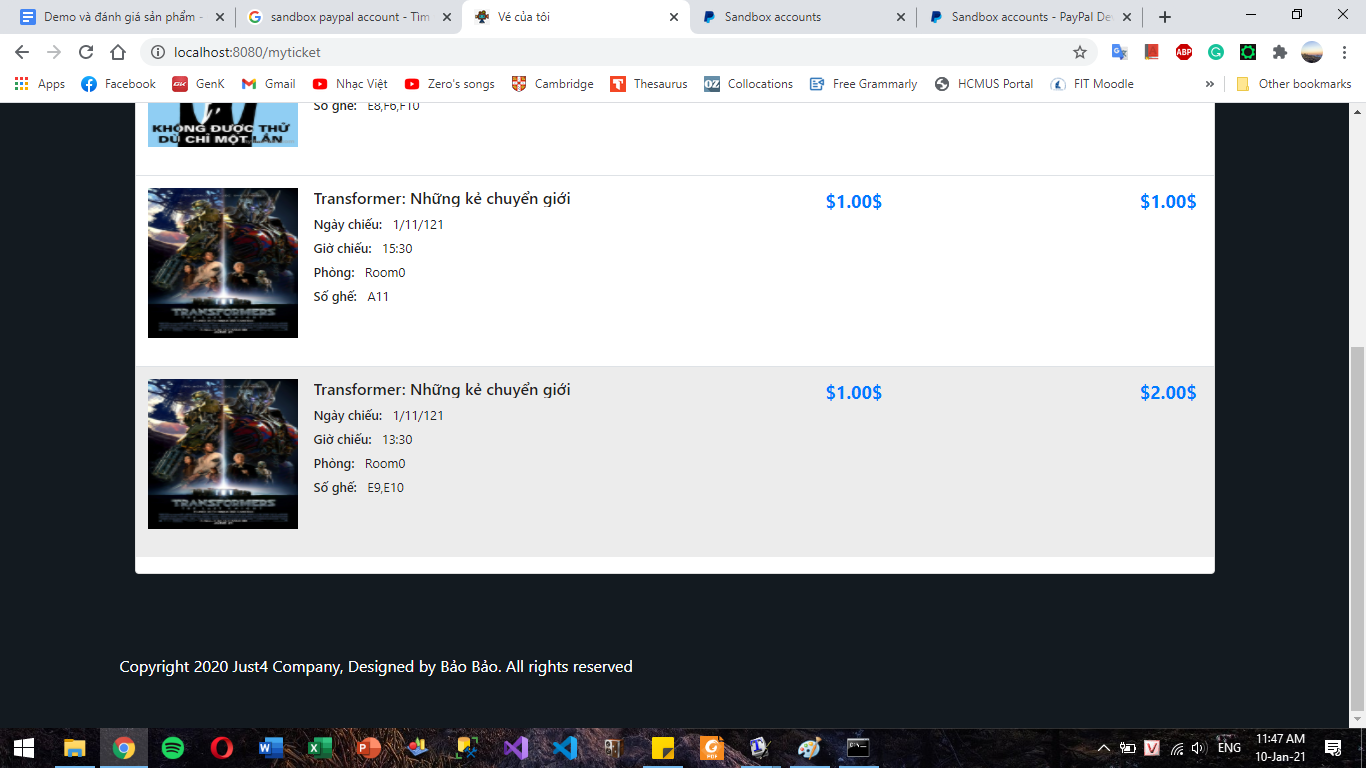 Demo và đánh giá sản phẩm -
sandbox paypal account - Tìm
Vé của tôi
Sandbox accounts
Sandbox accounts - PayPal De
localhost:8080/myticket
Apps
Facebook
GenK
Gmail
Nhạc Việt
Zero's songs
Cambridge
Thesaurus
Collocations
Free Grammarly
HCMUS Portal
FIT Moodle
»
Other bookmarks
Số ghế: E8,F6,F10
KHÔNG ĐƯỢC THỬ
DÙ CHỈ MỘT LẦN
Transformer: Những kẻ chuyển giới
$1.00$
$1.00$
Ngày chiếu: 1/11/121
Giờ chiếu: 15:30
Phòng: Room0
Số ghế: A11
TRANSFORMERS
Transformer: Những kẻ chuyển giới
$1.00$
$2.00$
Ngày chiếu: 1/11/121
Giờ chiếu: 13:30
Phòng: Room0
Số ghế: E9,E10
TRANSFORMERS
Copyright 2020 Just4 Company, Designed by Bảo Bảo. All rights reserved
ENG
11:47 AM
10-Jan-21